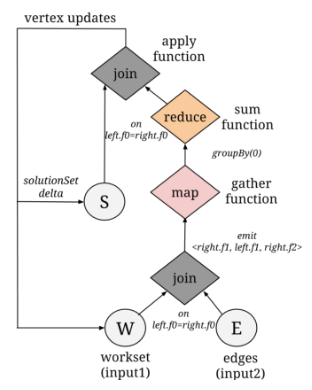 vertex updates
apply
function
join
reduce
sum
function
on
left.f0=right.f0
groupBy(0)
solutionSet
delta
S
map
gather
function
emit
<right.f1, left.f1, right.f2>
join
on
left.f0=right.f0
W
E
workset
(input1)
edges
(input2)